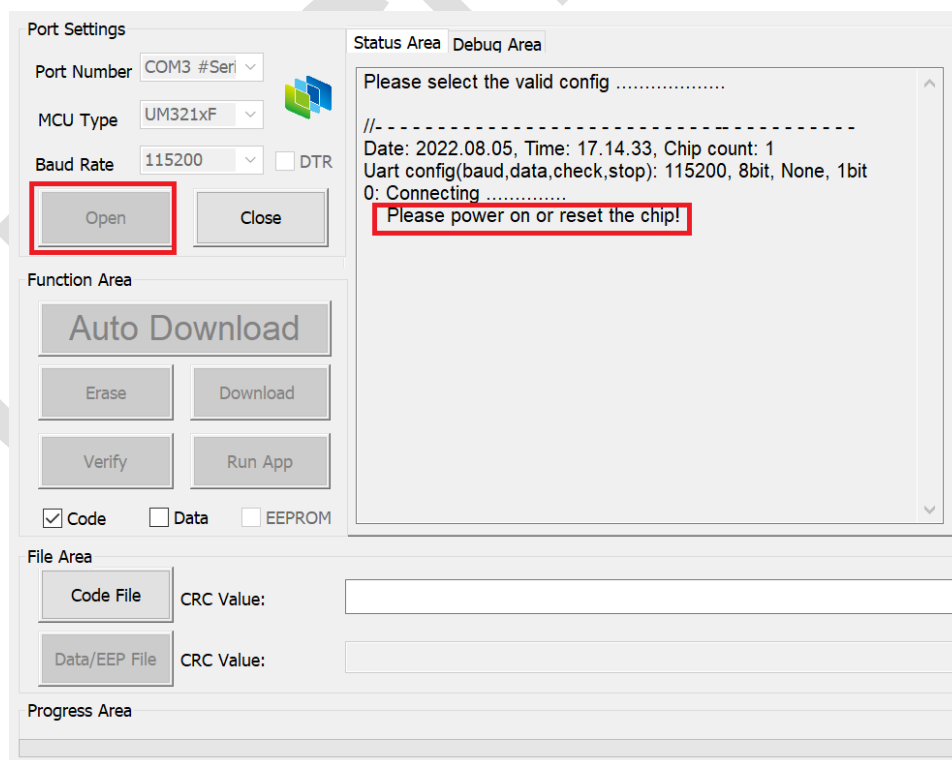 Port Settings
Port Number COM3 #Seri
MCU Type UM321xF
Baud Rate 115200 DTR
Open Close
Status Area Debug Area
Please select the valid config ...................
//- - - - - - - - - - - - - - - - - - - - - - - - - - - -- - - - - - - - - - - -
Date: 2022.08.05, Time: 17.14.33, Chip count: 1
Uart config(baud,data,check,stop): 115200, 8bit, None, 1bit
0: Connecting ..............
Please power on or reset the chip!
Function Area
Auto Download
Erase Download
Verify Run App
Code Data EEPROM
File Area
Code File CRC Value:
Data/EEP File CRC Value:
Progress Area